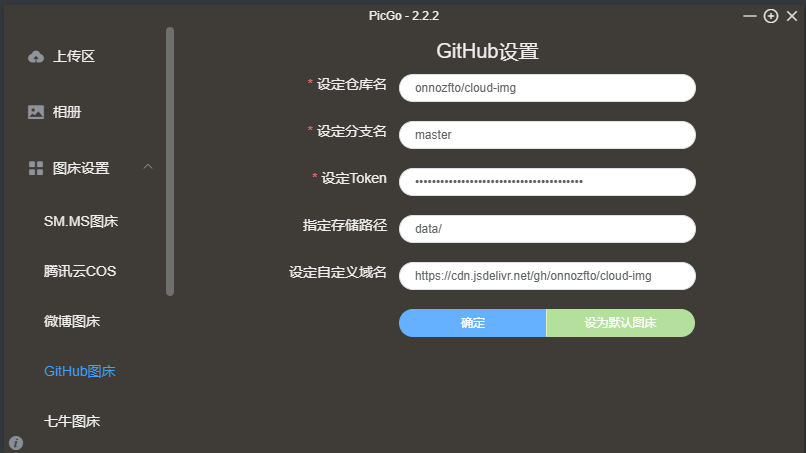 PicGo - 2.2.2
上传区
相册
图床设置
SM.MS图床
腾讯云COS
微博图床
GitHub图床
七牛图床
GitHub设置
* 设定仓库名 onnozfto/cloud-img
* 设定分支名 master
* 设定Token
指定存储路径 data/
设定自定义域名 https://cdn.jsdelivr.net/gh/onnozfto/cloud-img
确定 设为默认图床